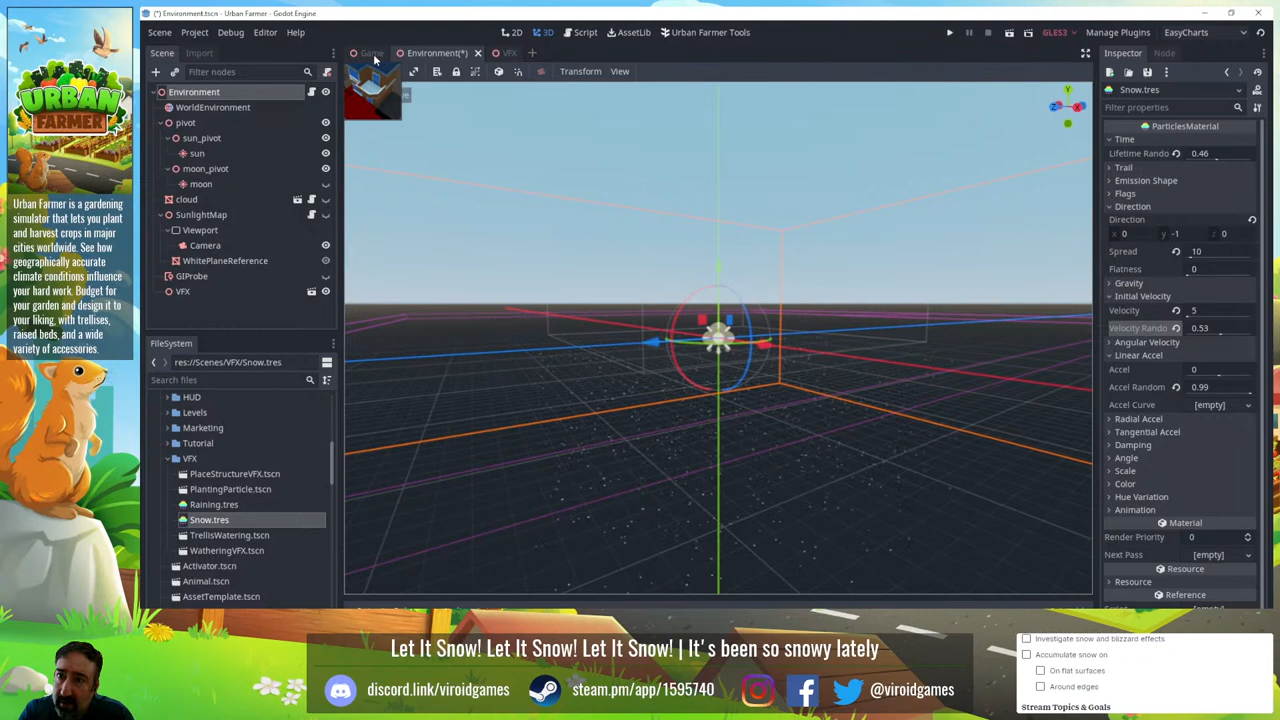 (*) Environment.tscn - Urban Farmer - Godot Engine
Scene Project Debug Editor Help
2D 3D Script AssetLib Urban Farmer Tools
GLES3 Manage Plugins EasyCharts
Scene Import
Filter nodes
Environment
WorldEnvironment
pivot
sun_pivot
sun
moon_pivot
moon
cloud
SunlightMap
Viewport
Camera
WhitePlaneReference
GIProbe
VFX
FileSystem
res://Scenes/VFX/Snow.tres
Search files
HUD
Levels
Marketing
Tutorial
VFX
PlaceStructureVFX.tscn
PlantingParticle.tscn
Raining.tres
Snow.tres
TrellisWatering.tscn
WatheringVFX.tscn
Activator.tscn
Animal.tscn
AssetTemplate.tscn
Game Environment(*) VFX
Transform View
Y
X
Z
Inspector Node
Snow.tres
Filter properties
ParticlesMaterial
Time
Lifetime Rando 0.46
Trail
Emission Shape
Flags
Direction
Direction
x 0 y -1 z 0
Spread 10
Flatness 0
Gravity
Initial Velocity
Velocity 5
Velocity Rando 0.53
Angular Velocity
Linear Accel
Accel 0
Accel Random 0.99
Accel Curve [empty]
Radial Accel
Tangential Accel
Damping
Angle
Scale
Color
Hue Variation
Animation
Material
Render Priority 0
Next Pass [empty]
Resource
Resource
Reference
URBAN
FARMER
Urban Farmer is a gardening
simulator that lets you plant
and harvest crops in major
cities worldwide. See how
geographically accurate
climate conditions influence
your hard work. Budget for
your garden and design it to
your liking, with trellises,
raised beds, and a wide
variety of accessories.
Let It Snow! Let It Snow! Let It Snow! | It's been so snowy lately
discord.link/viroidgames steam.pm/app/1595740 @viroidgames
Investigate snow and blizzard effects
Accumulate snow on
On flat surfaces
Around edges
Stream Topics & Goals